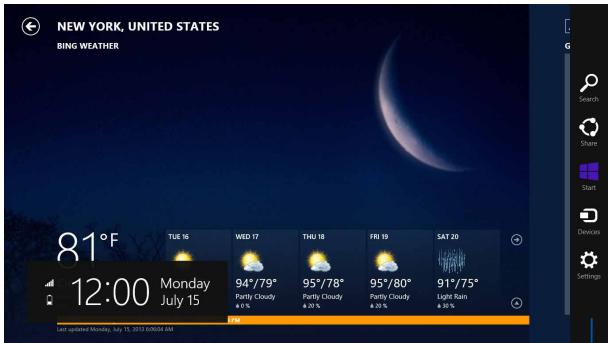 NEW YORK, UNITED STATES
BING WEATHER
Search
Share
Start
Devices
Settings
81°F
TUE 16
WED 17
94°/79°
Partly Cloudy
0 %
THU 18
95°/78°
Partly Cloudy
20 %
FRI 19
95°/80°
Partly Cloudy
20 %
SAT 20
91°/75°
Light Rain
30 %
12:00
Monday
July 15
Last updated Monday, July 15, 2013 6:06:04 AM